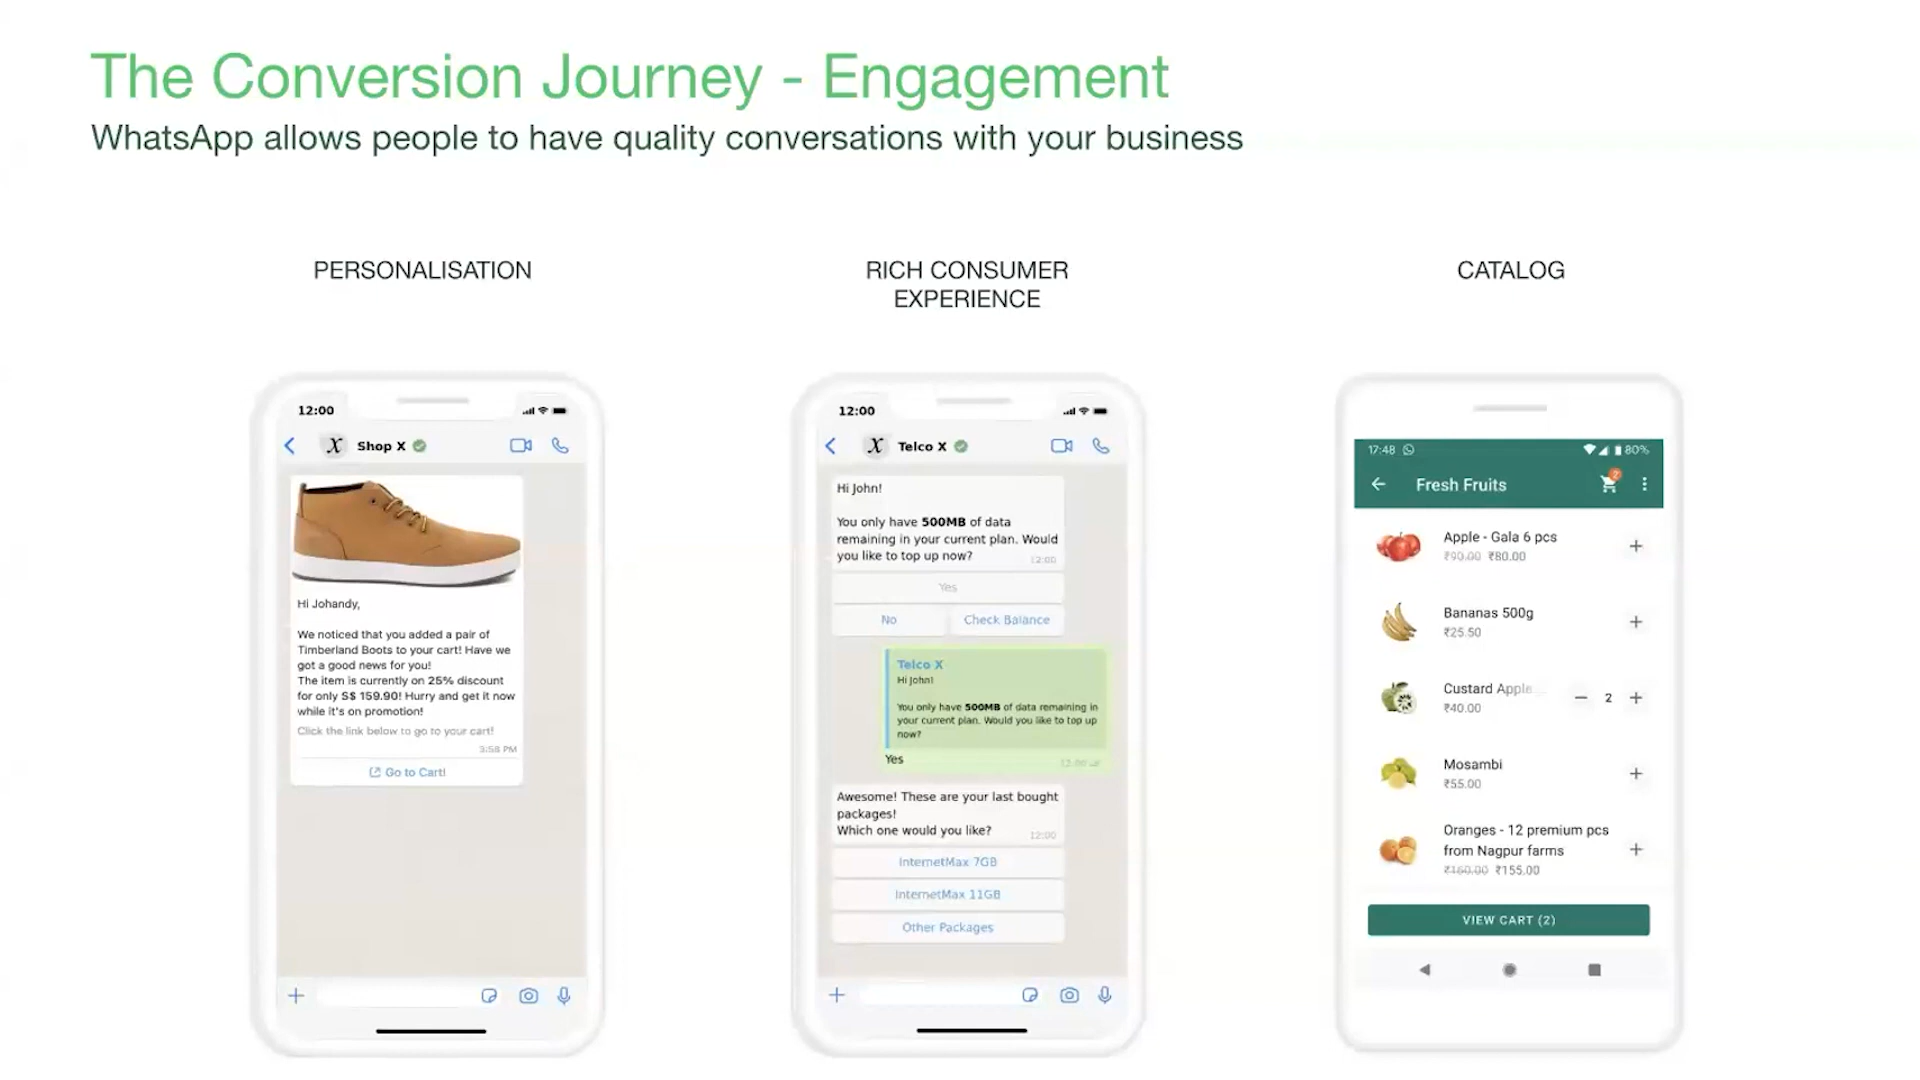 The Conversion Journey - Engagement
WhatsApp allows people to have quality conversations with your business
PERSONALISATION
12:00
X Shop X
Hi Johandy,
We noticed that you added a pair of
Timberland Boots to your cart! Have we
got a good news for you!
The item is currently on 25% discount
for only S$ 159.90! Hurry and get it now
while it's on promotion!
Click the link below to go to your cart!
3:58 PM
Go to Cart!
RICH CONSUMER
EXPERIENCE
12:00
X Telco X
Hi John!
You only have 500MB of data
remaining in your current plan. Would
you like to top up now?
12:00
Yes
No
Check Balance
Telco X
Hi John!
You only have 500MB of data remaining in
your current plan. Would you like to top up
now?
Yes
12:00
Awesome! These are your last bought
packages!
Which one would you like?
12:00
InternetMax 7GB
InternetMax 11GB
Other Packages
CATALOG
17:48
80%
Fresh Fruits
2
Apple - Gala 6 pcs
₹90.00 ₹80.00
Bananas 500g
₹25.50
Custard Apple
2
₹40.00
Mosambi
₹55.00
Oranges - 12 premium pcs
from Nagpur farms
₹160.00 ₹155.00
VIEW CART (2)